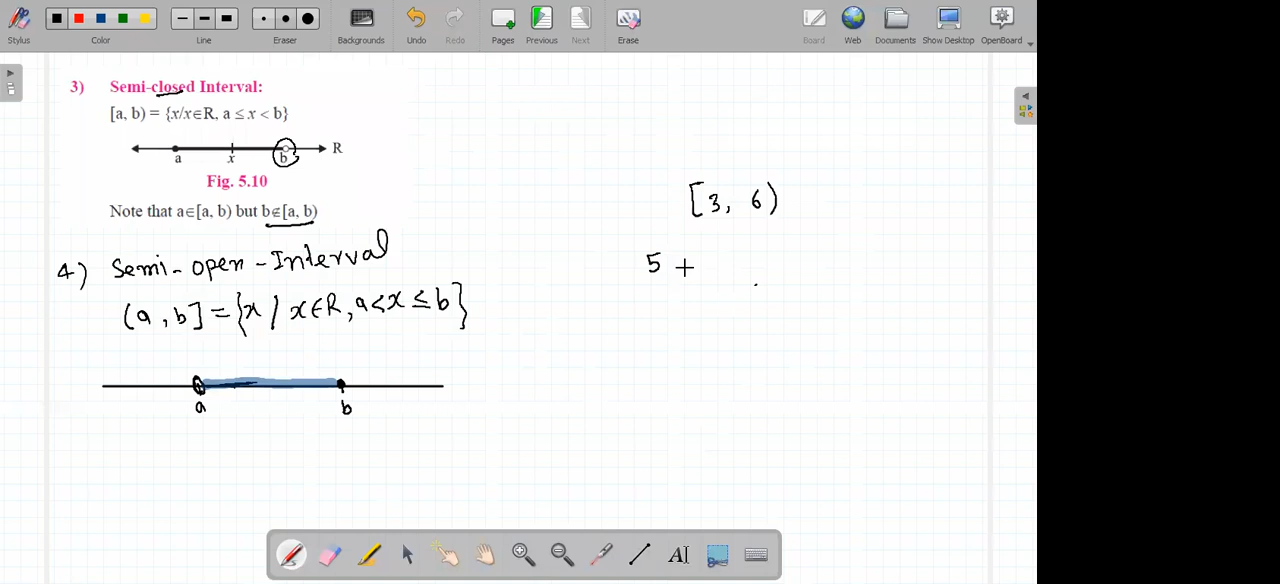 Stylus Color Line Eraser Backgrounds Undo Redo Pages Previous Next Erase Board Web Documents Show Desktop OpenBoard
3) Semi-closed Interval:
[a, b) = {x/x∈R, a ≤ x < b}
a x b R
Fig. 5.10
Note that a∈[a, b) but b∉[a, b)
4) Semi-open-Interval
(a, b] = {x / x∈R, a<x ≤ b}
a b
[3, 6)
5 +